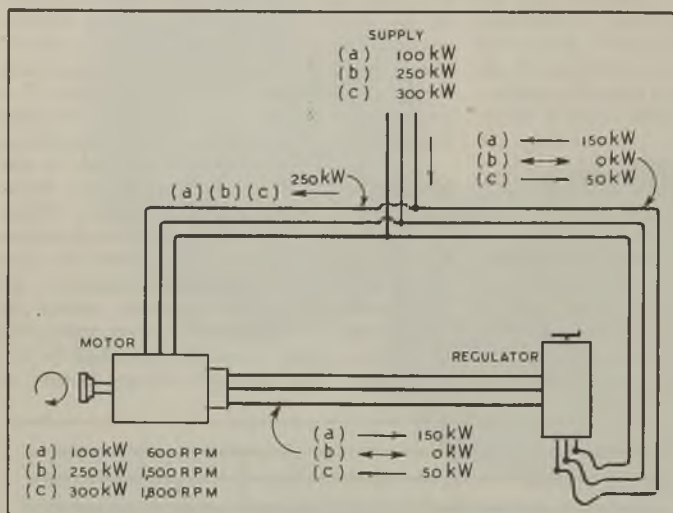 SUPPLY
(a) 100 kW
(b) 250 kW
(c) 300 kW
(a) ← 150 kW
(b) ↔ 0 kW
(c) → 50 kW
(a)(b)(c) ← 250 kW
MOTOR
REGULATOR
(a) 100 kW 600 RPM
(b) 250 kW 1,500 RPM
(c) 300 kW 1,800 RPM
(a) → 150 kW
(b) ↔ 0 kW
(c) ← 50 kW